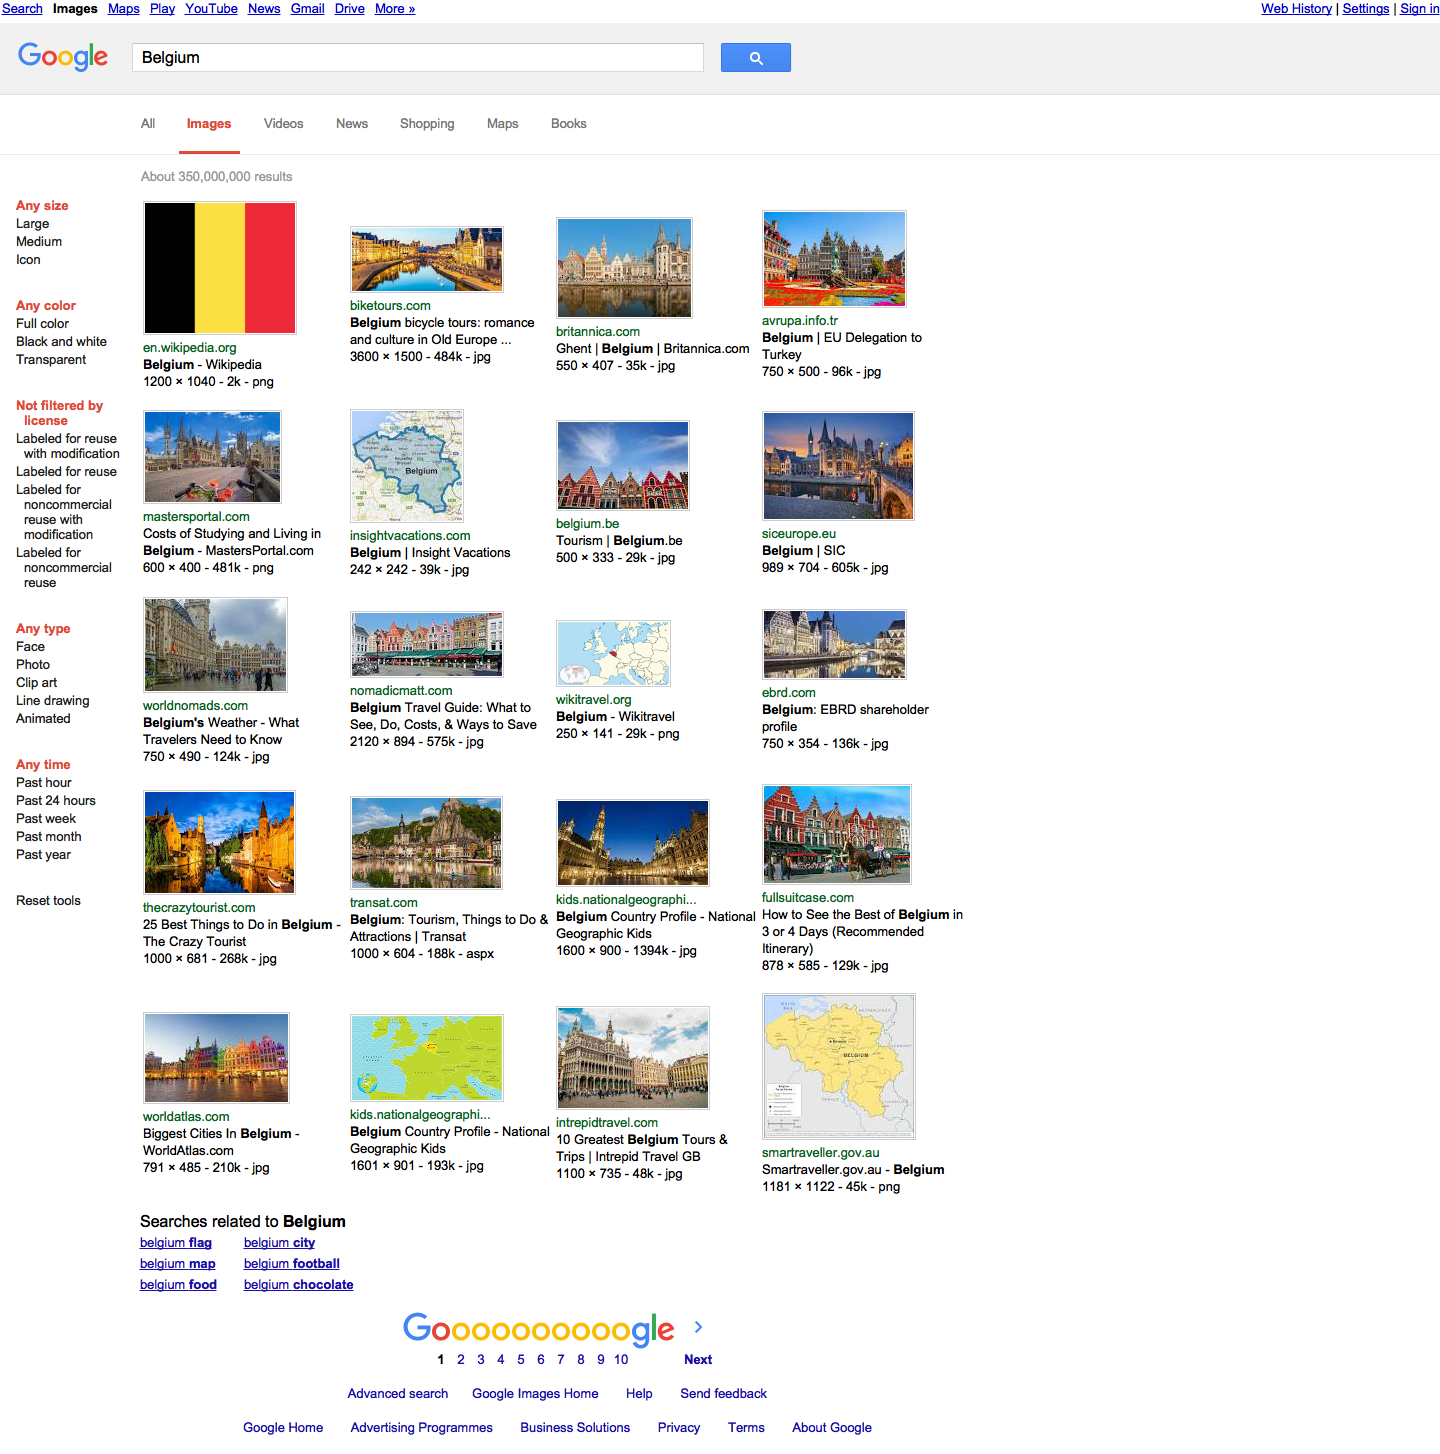 Search Images Maps Play YouTube News Gmail Drive More »
Web History | Settings | Sign in
Google
Belgium
All Images Videos News Shopping Maps Books
About 350,000,000 results
Any size
Large
Medium
Icon
Any color
Full color
Black and white
Transparent
Not filtered by
license
Labeled for reuse
with modification
Labeled for reuse
Labeled for
noncommercial
reuse with
modification
Labeled for
noncommercial
reuse
Any type
Face
Photo
Clip art
Line drawing
Animated
Any time
Past hour
Past 24 hours
Past week
Past month
Past year
Reset tools
en.wikipedia.org
Belgium - Wikipedia
1200 × 1040 - 2k - png
biketours.com
Belgium bicycle tours: romance
and culture in Old Europe ...
3600 × 1500 - 484k - jpg
britannica.com
Ghent | Belgium | Britannica.com
550 × 407 - 35k - jpg
avrupa.info.tr
Belgium | EU Delegation to
Turkey
750 × 500 - 96k - jpg
mastersportal.com
Costs of Studying and Living in
Belgium - MastersPortal.com
600 × 400 - 481k - png
Belgium
insightvacations.com
Belgium | Insight Vacations
242 × 242 - 39k - jpg
belgium.be
Tourism | Belgium.be
500 × 333 - 29k - jpg
siceurope.eu
Belgium | SIC
989 × 704 - 605k - jpg
worldnomads.com
Belgium's Weather - What
Travelers Need to Know
750 × 490 - 124k - jpg
nomadicmatt.com
Belgium Travel Guide: What to
See, Do, Costs, & Ways to Save
2120 × 894 - 575k - jpg
wikitravel.org
Belgium - Wikitravel
250 × 141 - 29k - png
ebrd.com
Belgium: EBRD shareholder
profile
750 × 354 - 136k - jpg
thecrazytourist.com
25 Best Things to Do in Belgium -
The Crazy Tourist
1000 × 681 - 268k - jpg
transat.com
Belgium: Tourism, Things to Do &
Attractions | Transat
1000 × 604 - 188k - aspx
kids.nationalgeographi...
Belgium Country Profile - National
Geographic Kids
1600 × 900 - 1394k - jpg
fullsuitcase.com
How to See the Best of Belgium in
3 or 4 Days (Recommended
Itinerary)
878 × 585 - 129k - jpg
worldatlas.com
Biggest Cities In Belgium -
WorldAtlas.com
791 × 485 - 210k - jpg
kids.nationalgeographi...
Belgium Country Profile - National
Geographic Kids
1601 × 901 - 193k - jpg
intrepidtravel.com
10 Greatest Belgium Tours &
Trips | Intrepid Travel GB
1100 × 735 - 48k - jpg
BELGIUM
smartraveller.gov.au
Smartraveller.gov.au - Belgium
1181 × 1122 - 45k - png
Searches related to Belgium
belgium flag belgium city
belgium map belgium football
belgium food belgium chocolate
Goooooooooogle
1 2 3 4 5 6 7 8 9 10 Next
Advanced search Google Images Home Help Send feedback
Google Home Advertising Programmes Business Solutions Privacy Terms About Google